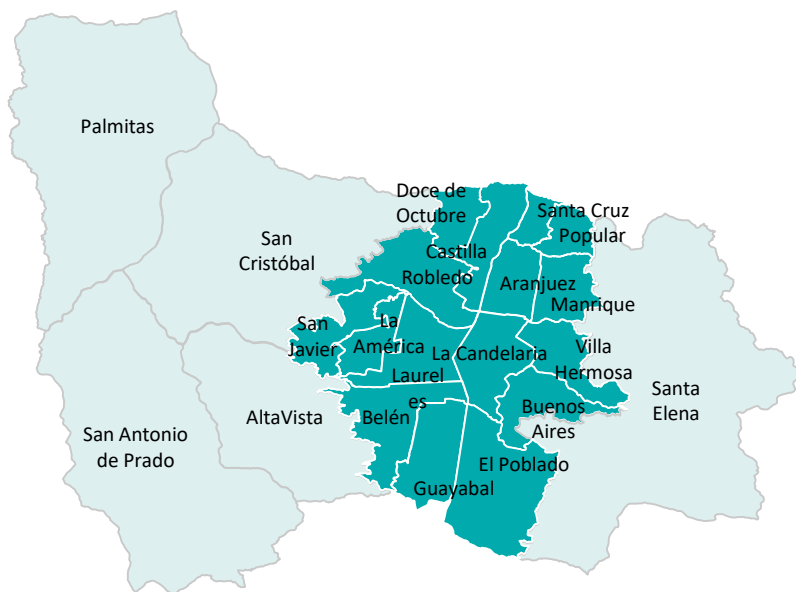 Palmitas
San
Cristóbal
Doce de
Octubre
Santa Cruz
Popular
Castilla
Robledo
Aranjuez
Manrique
San
Javier
La
América
La Candelaria
Villa
Hermosa
Laurel
es
Belén
Buenos
Aires
Santa
Elena
AltaVista
San Antonio
de Prado
El Poblado
Guayabal